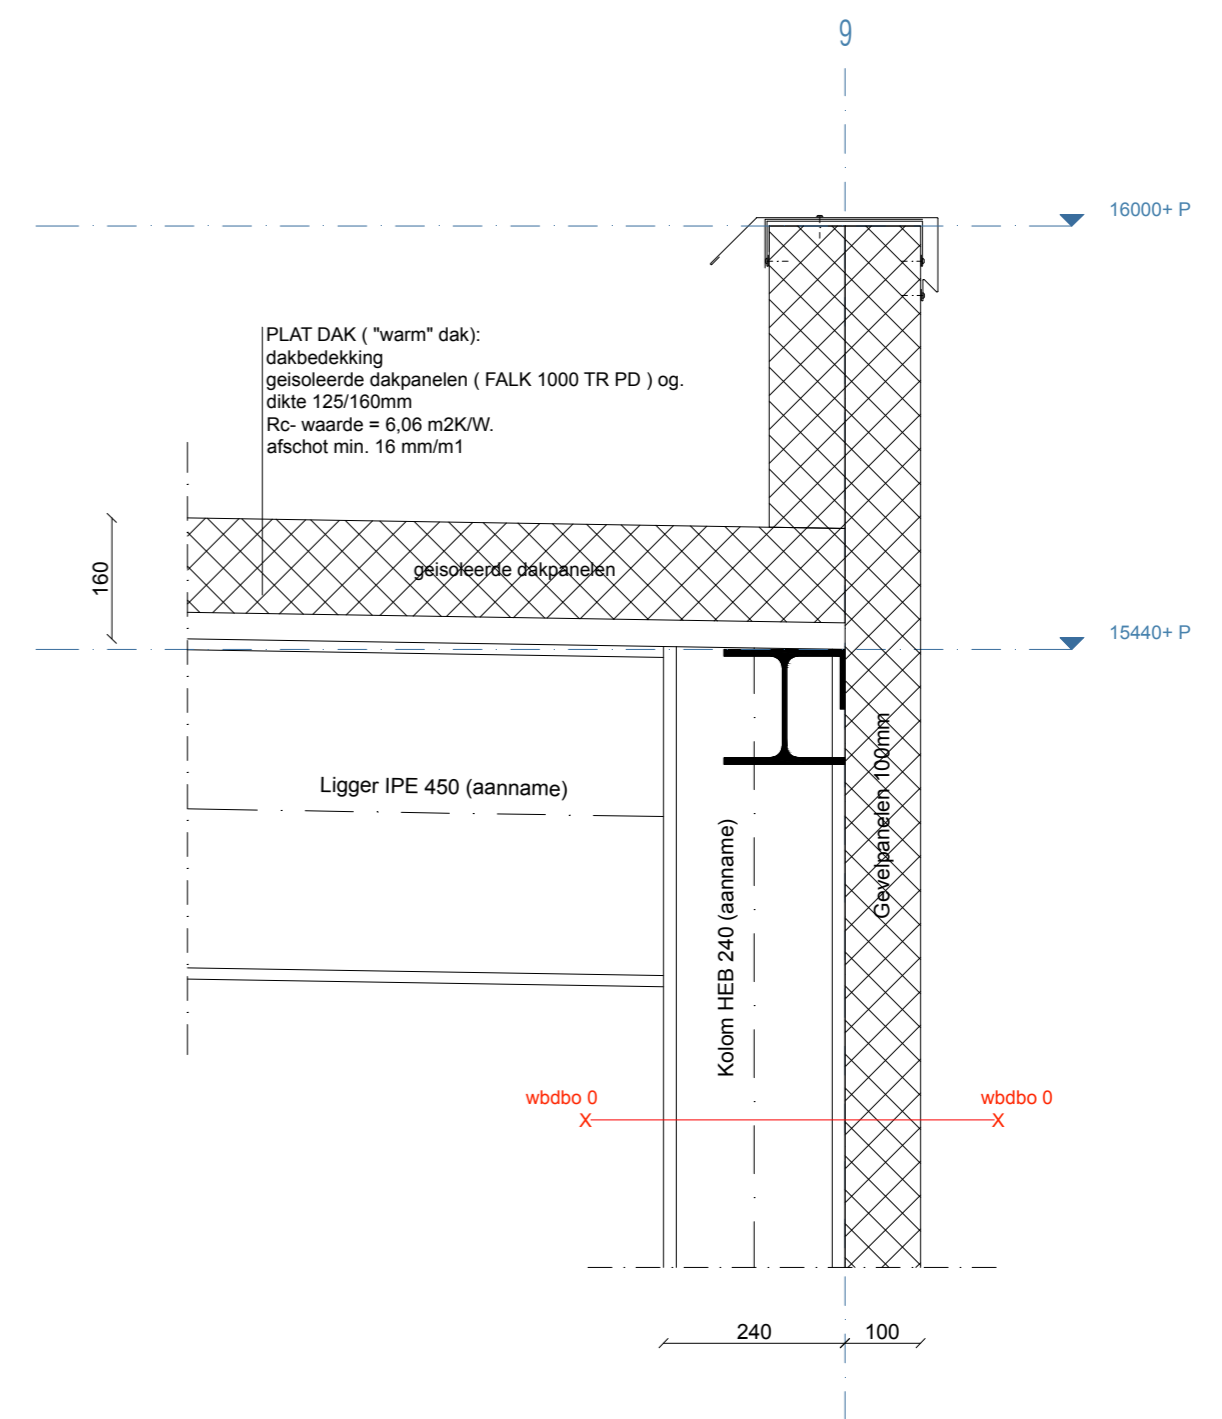 9
16000+ P
PLAT DAK ( "warm" dak):
dakbedekking
geisoleerde dakpanelen ( FALK 1000 TR PD ) og.
dikte 125/160mm
Rc- waarde = 6,06 m2K/W.
afschot min. 16 mm/m1
160
geisoleerde dakpanelen
15440+ P
Ligger IPE 450 (aanname)
Kolom HEB 240 (aanname)
Gevelpanelen 100mm
wbdbo 0
X
wbdbo 0
X
240
100